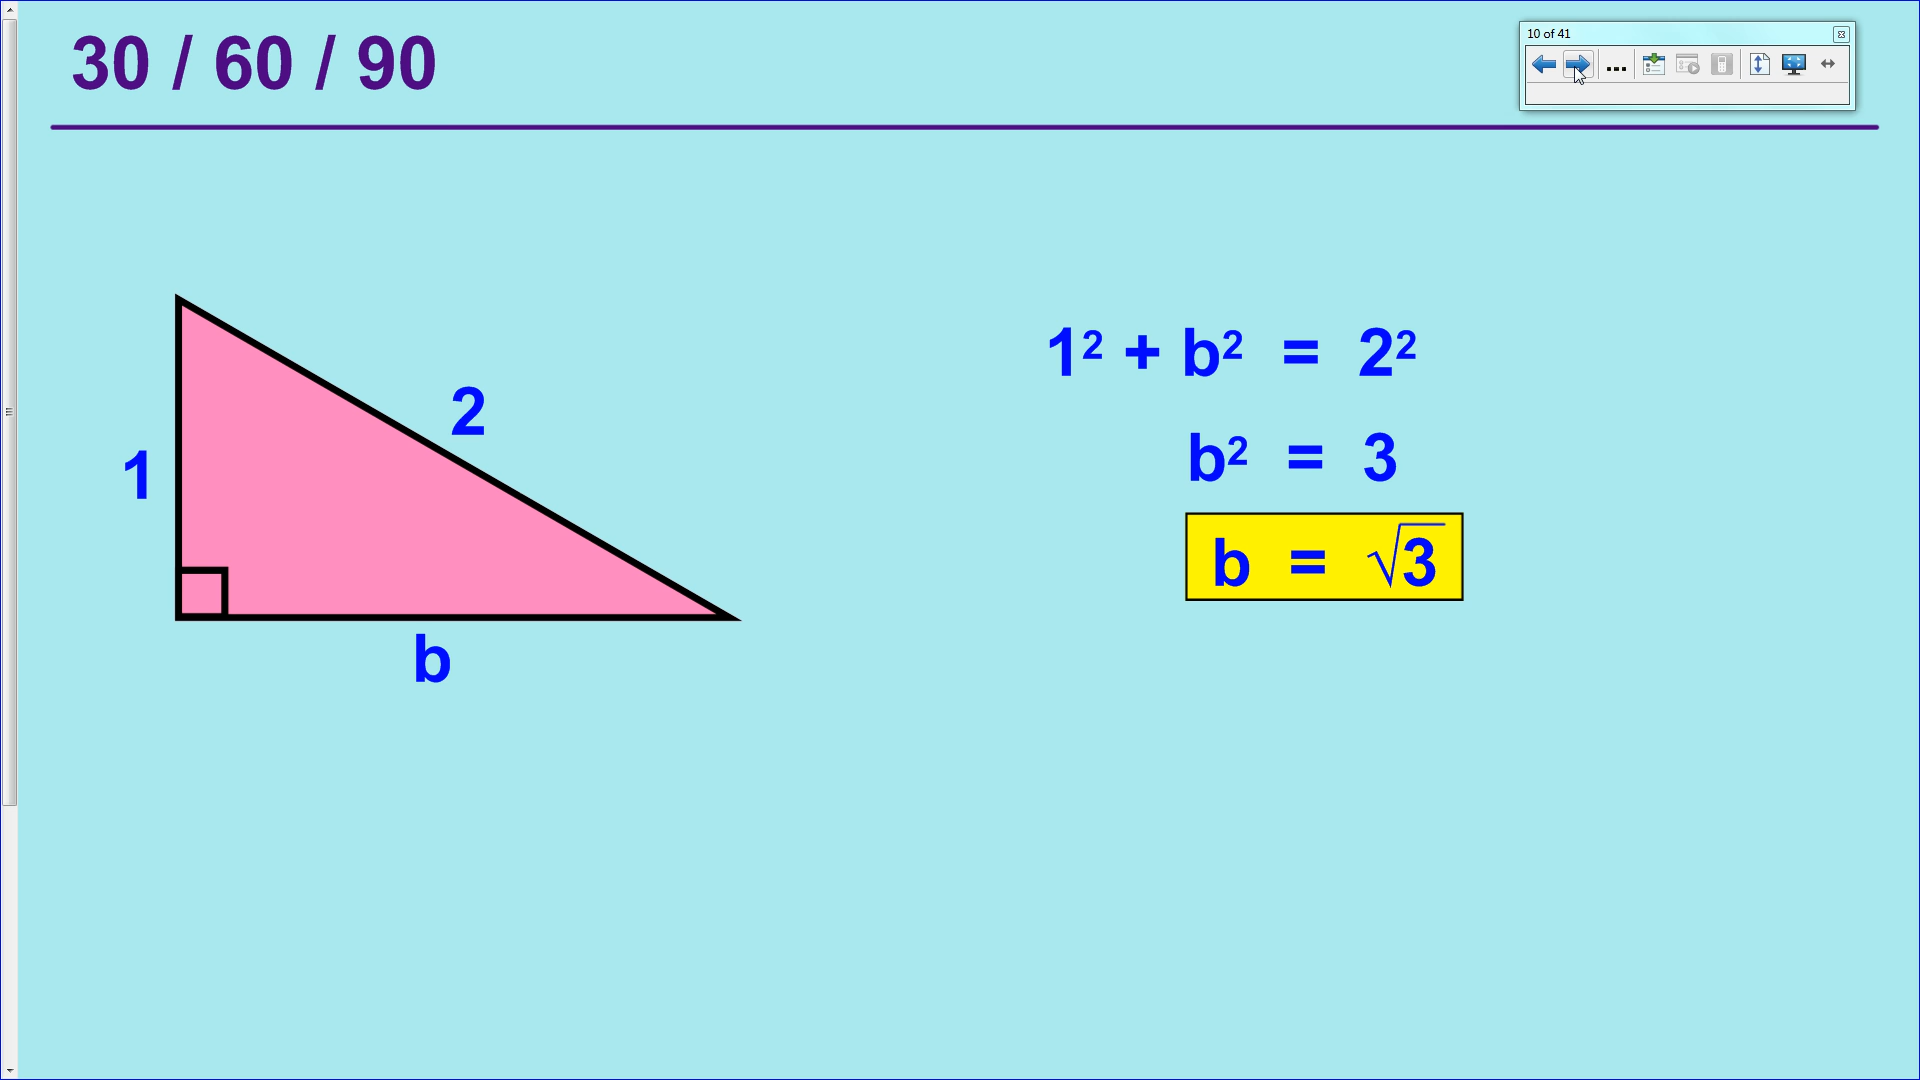 30 / 60 / 90
10 of 41
1² + b² = 2²
2
b² = 3
1
b = √3
b